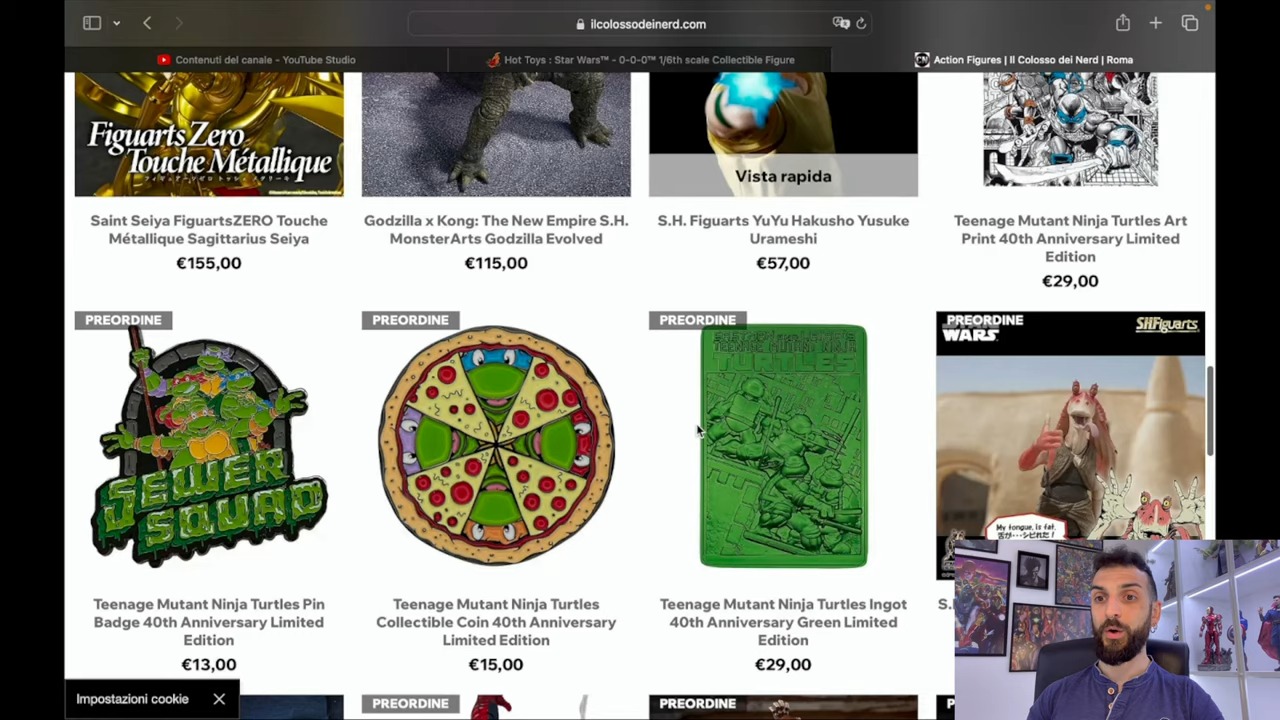 ilcolossodeinerd.com
Contenuti del canale - YouTube Studio
Hot Toys : Star Wars™ - 0-0-0™ 1/6th scale Collectible Figure
Action Figures | Il Colosso dei Nerd | Roma
Figuarts Zero
Touche Métallique
Vista rapida
Saint Seiya FiguartsZERO Touche
Métallique Sagittarius Seiya
€155,00
Godzilla x Kong: The New Empire S.H.
MonsterArts Godzilla Evolved
€115,00
S.H. Figuarts YuYu Hakusho Yusuke
Urameshi
€57,00
Teenage Mutant Ninja Turtles Art
Print 40th Anniversary Limited
Edition
€29,00
PREORDINE
SEWER
SQUAD
Teenage Mutant Ninja Turtles Pin
Badge 40th Anniversary Limited
Edition
€13,00
PREORDINE
Teenage Mutant Ninja Turtles
Collectible Coin 40th Anniversary
Limited Edition
€15,00
PREORDINE
TEENAGE MUTANT NINJA
TURTLES
Teenage Mutant Ninja Turtles Ingot
40th Anniversary Green Limited
Edition
€29,00
PREORDINE
STAR
WARS
S.H.Figuarts
My tongue, is fat.
Impostazioni cookie
PREORDINE
PREORDINE